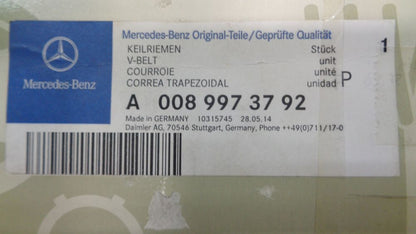 Mercedes-Benz Original-Teile/Geprüfte Qualität
KEILRIEMEN Stück 1
V-BELT unit
COURROIE unité
CORREA TRAPEZOIDAL unidad P
Mercedes-Benz
A 008 997 37 92
Made in GERMANY 10315745 28.05.14
Daimler AG, 70546 Stuttgart, Germany, Phone ++49(0)711/17-0